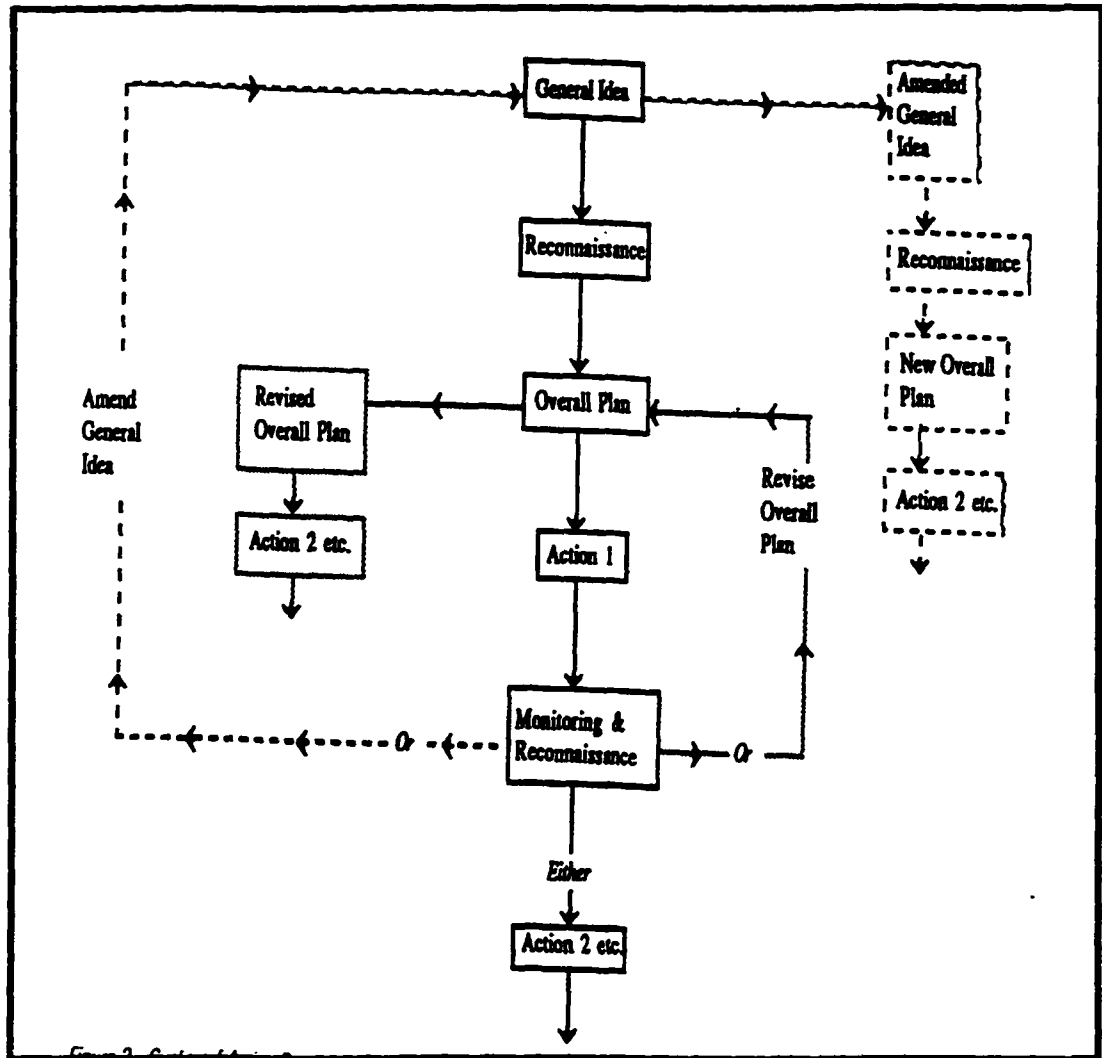 General Idea
Amended
General
Idea
Reconnaissance
Reconnaissance
Amend
General
Idea
Revised
Overall Plan
Overall Plan
New Overall
Plan
Revise
Overall
Plan
Action 2 etc.
Action 2 etc.
Action 1
Monitoring &
Reconnaissance
Or
Or
Either
Action 2 etc.